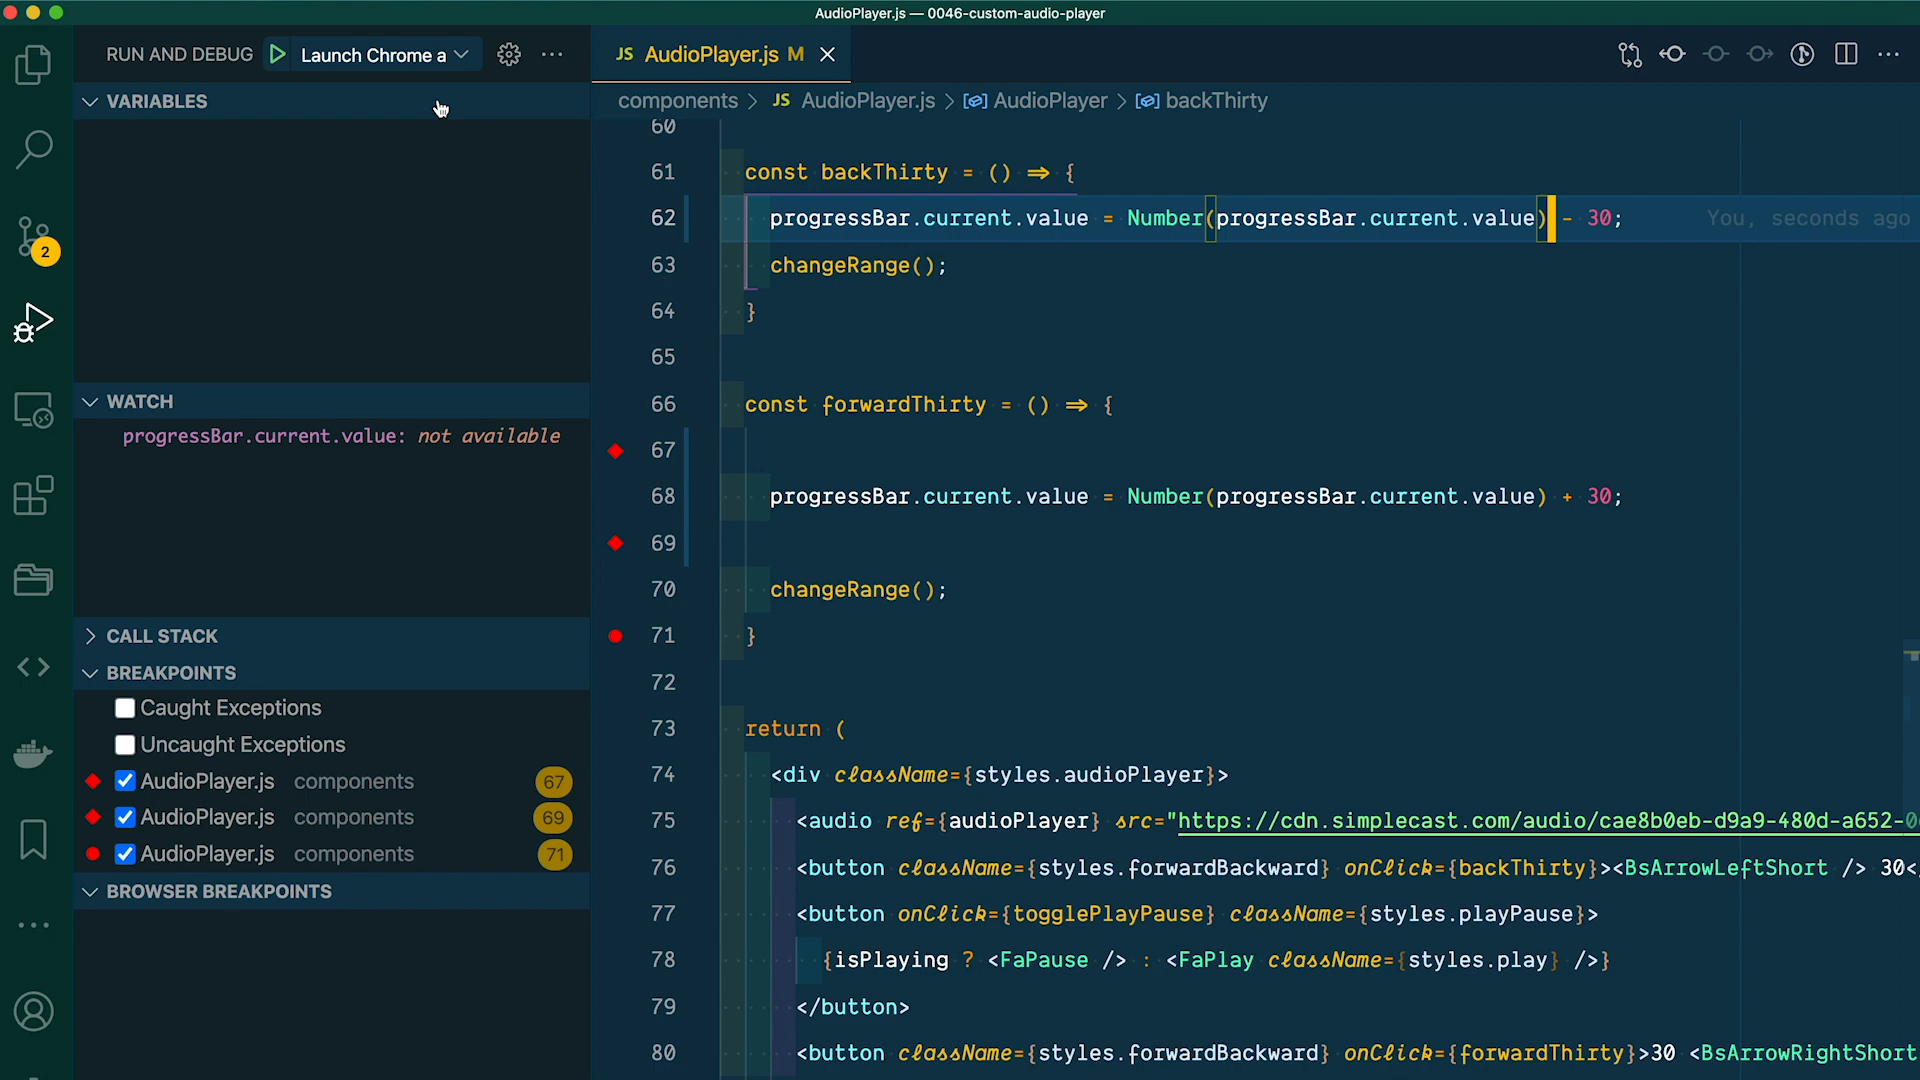 AudioPlayer.js — 0046-custom-audio-player
RUN AND DEBUG Launch Chrome a
JS AudioPlayer.js M
VARIABLES
components > JS AudioPlayer.js > AudioPlayer > backThirty
60
61 const backThirty = () => {
62 progressBar.current.value = Number(progressBar.current.value) - 30; You, seconds ago
63 changeRange();
64 }
65
66 const forwardThirty = () => {
67
68 progressBar.current.value = Number(progressBar.current.value) + 30;
69
70 changeRange();
71 }
72
73 return (
74 <div className={styles.audioPlayer}>
75 <audio ref={audioPlayer} src="https://cdn.simplecast.com/audio/cae8b0eb-d9a9-480d-a652-0
76 <button className={styles.forwardBackward} onClick={backThirty}><BsArrowLeftShort /> 30<
77 <button onClick={togglePlayPause} className={styles.playPause}>
78 {isPlaying ? <FaPause /> : <FaPlay className={styles.play} />}
79 </button>
80 <button className={styles.forwardBackward} onClick={forwardThirty}>30 <BsArrowRightShort
2
WATCH
progressBar.current.value: not available
CALL STACK
BREAKPOINTS
Caught Exceptions
Uncaught Exceptions
AudioPlayer.js components 67
AudioPlayer.js components 69
AudioPlayer.js components 71
BROWSER BREAKPOINTS